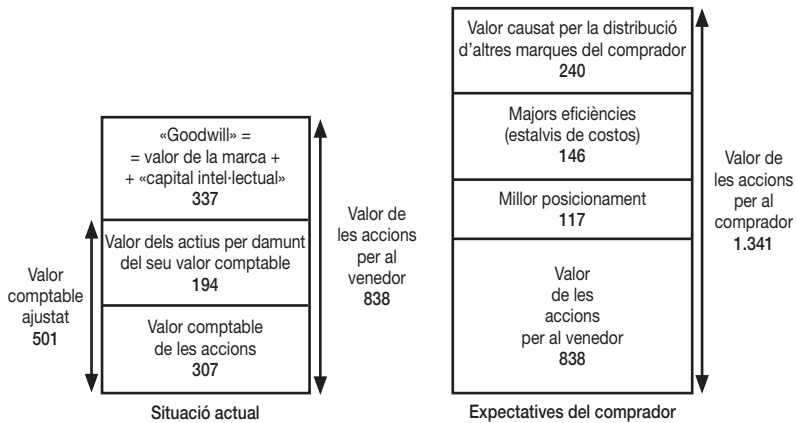 «Goodwill» =
= valor de la marca +
+ «capital intel·lectual»
337
Valor dels actius per damunt
del seu valor comptable
194
Valor comptable
de les accions
307
Valor
comptable
ajustat
501
Valor de
les accions
per al
venedor
838
Situació actual
Valor causat per la distribució
d'altres marques del comprador
240
Majors eficiències
(estalvis de costos)
146
Millor posicionament
117
Valor
de les
accions
per al venedor
838
Valor de
les accions
per al
comprador
1.341
Expectatives del comprador